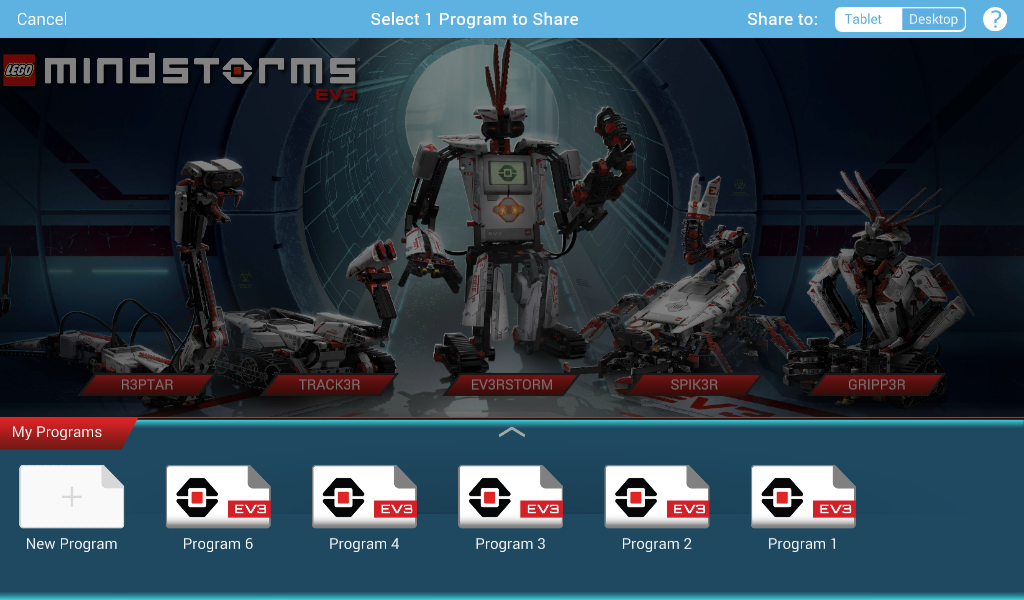 Cancel
Select 1 Program to Share
Share to:
Tablet
Desktop
?
LEGO
mindstorms
EV3
R3PTAR
TRACK3R
EV3RSTORM
SPIK3R
GRIPP3R
My Programs
EV3
EV3
EV3
EV3
EV3
New Program
Program 6
Program 4
Program 3
Program 2
Program 1